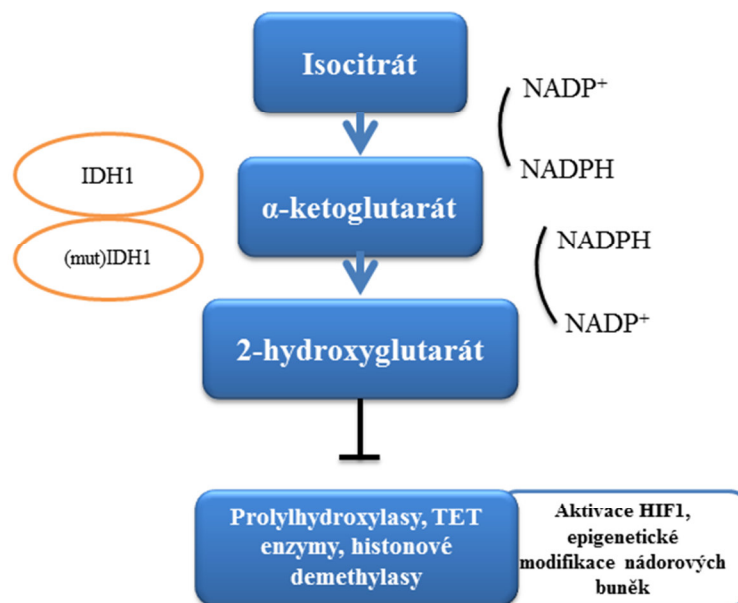 Isocitrát
NADP⁺
NADPH
IDH1
α-ketoglutarát
(mut)IDH1
NADPH
NADP⁺
2-hydroxyglutarát
Prolylhydroxylasy, TET
enzymy, histonové
demethylasy
Aktivace HIF1,
epigenetické
modifikace nádorových
buněk